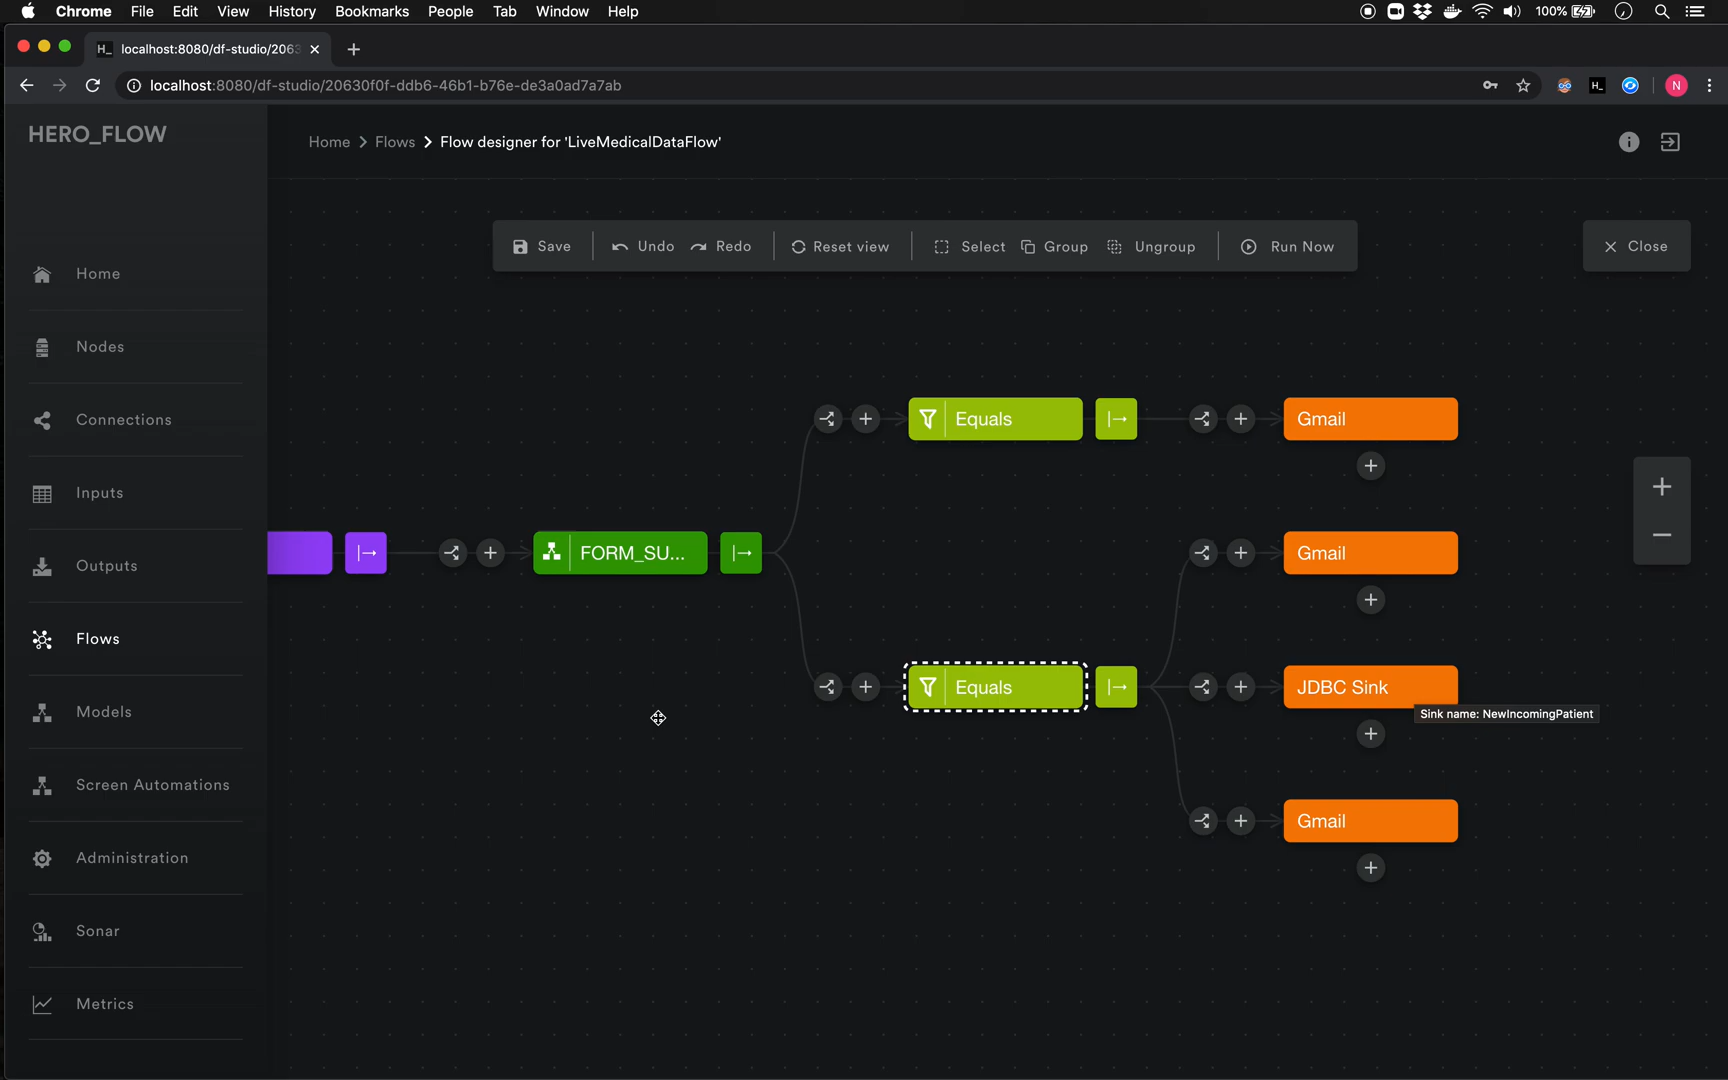 Chrome File Edit View History Bookmarks People Tab Window Help 100%
H_ localhost:8080/df-studio/2063
localhost:8080/df-studio/20630f0f-ddb6-46b1-b76e-de3a0ad7a7ab H_ N
HERO_FLOW
Home > Flows > Flow designer for 'LiveMedicalDataFlow'
Save Undo Redo Reset view Select Group Ungroup Run Now Close
Home
Nodes
Connections
Inputs
Outputs
Flows
Models
Screen Automations
Administration
Sonar
Metrics
Equals Gmail
FORM_SU... Gmail
Equals JDBC Sink
Sink name: NewIncomingPatient
Gmail